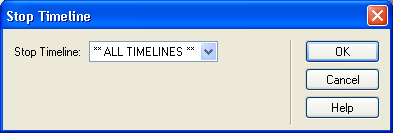 Stop Timeline
Stop Timeline: ** ALL TIMELINES **
OK
Cancel
Help